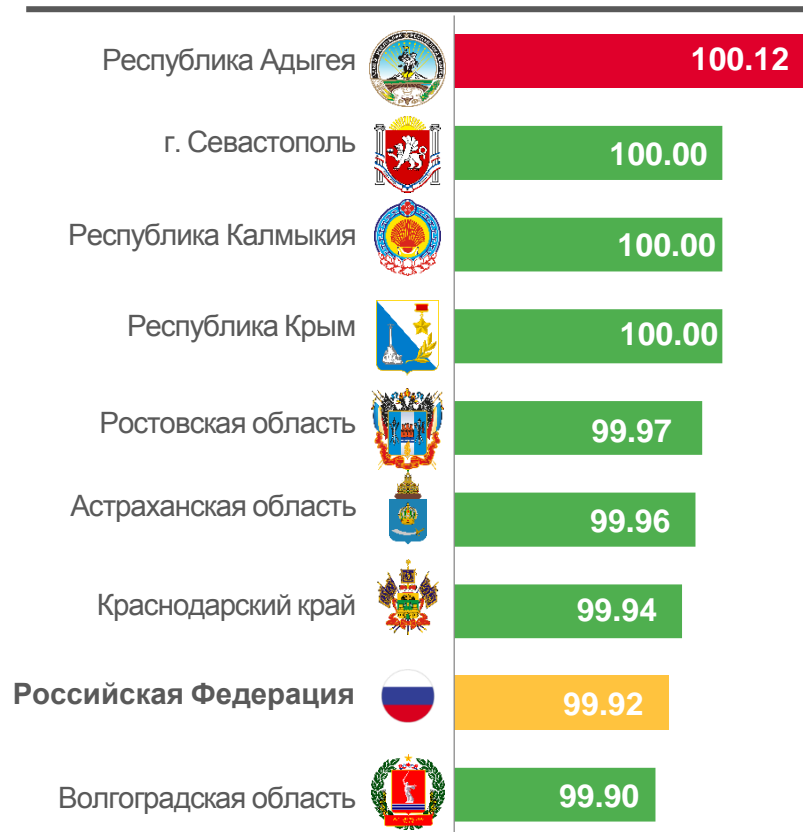 Республика Адыгея 100.12
г. Севастополь 100.00
Республика Калмыкия 100.00
Республика Крым 100.00
Ростовская область 99.97
Астраханская область 99.96
Краснодарский край 99.94
Российская Федерация 99.92
Волгоградская область 99.90